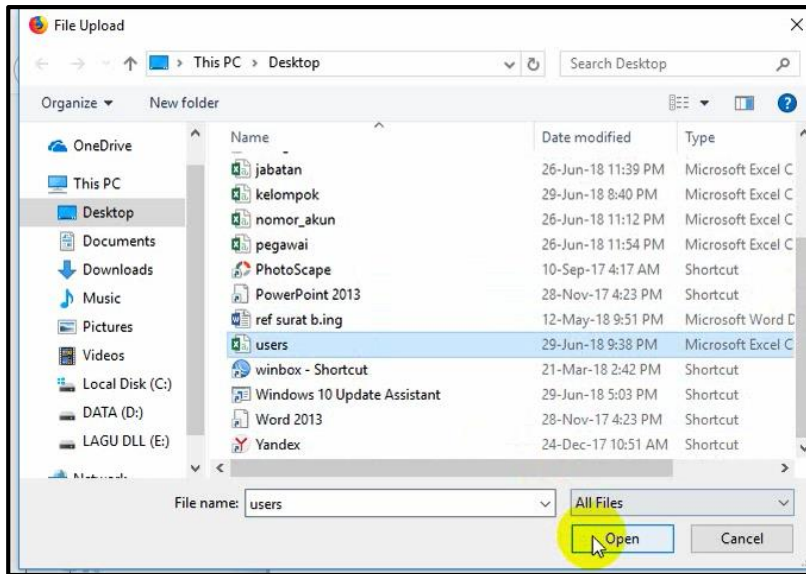 File Upload
This PC > Desktop
Search Desktop
Organize
New folder
Name
Date modified
Type
OneDrive
This PC
Desktop
Documents
Downloads
Music
Pictures
Videos
Local Disk (C:)
DATA (D:)
LAGU DLL (E:)
Network
jabatan 26-Jun-18 11:39 PM Microsoft Excel C
kelompok 29-Jun-18 8:40 PM Microsoft Excel C
nomor_akun 26-Jun-18 11:12 PM Microsoft Excel C
pegawai 26-Jun-18 11:54 PM Microsoft Excel C
PhotoScape 10-Sep-17 4:17 AM Shortcut
PowerPoint 2013 28-Nov-17 4:23 PM Shortcut
ref surat b.ing 12-May-18 9:51 PM Microsoft Word D
users 29-Jun-18 9:38 PM Microsoft Excel C
winbox - Shortcut 21-Mar-18 2:42 PM Shortcut
Windows 10 Update Assistant 29-Jun-18 5:03 PM Shortcut
Word 2013 28-Nov-17 4:23 PM Shortcut
Yandex 24-Dec-17 10:51 AM Shortcut
File name: users
All Files
Open
Cancel